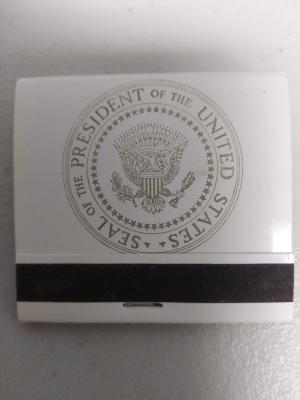 SEAL OF THE PRESIDENT OF THE UNITED STATES